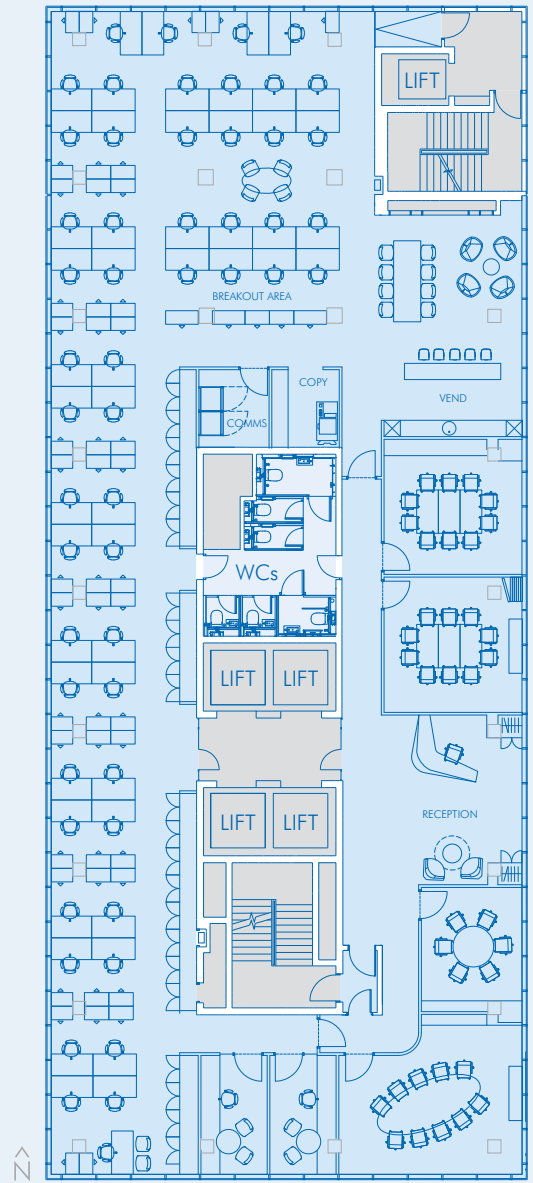 LIFT
BREAKOUT AREA
COPY
VEND
COMMS
WCs
LIFT LIFT
RECEPTION
LIFT LIFT
N